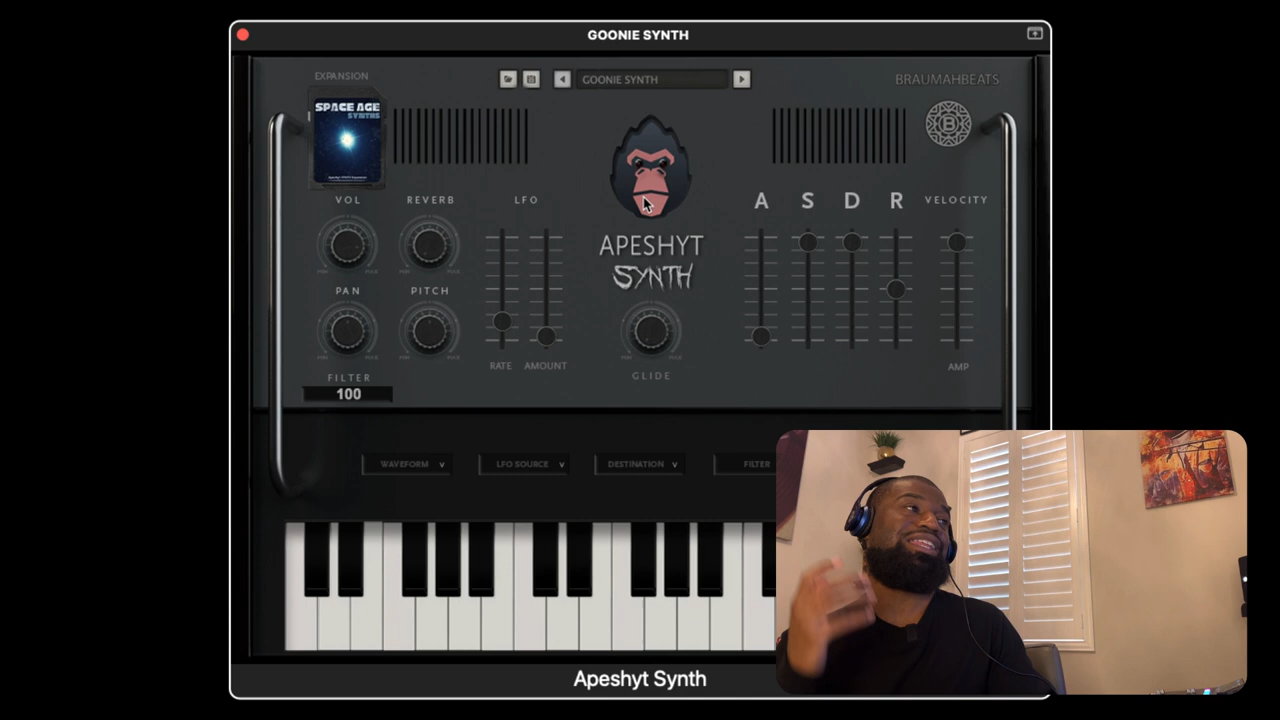 GOONIE SYNTH
EXPANSION
GOONIE SYNTH
BRAUMAHBEATS
SPACE AGE
SYNTHS
B
VOL
REVERB
LFO
A S D R
VELOCITY
APESHYT
SYNTH
PAN
PITCH
RATE
AMOUNT
GLIDE
AMP
FILTER
100
WAVEFORM v
LFO SOURCE v
DESTINATION v
FILTER
Apeshyt Synth